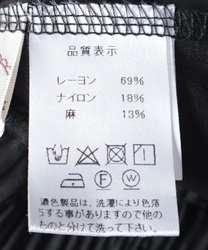 品質表示
レーヨン 69%
ナイロン 18%
麻 13%
F W
濃色製品は、洗濯により色落
ちする事がありますので他の
ものと分けて洗って下さい。